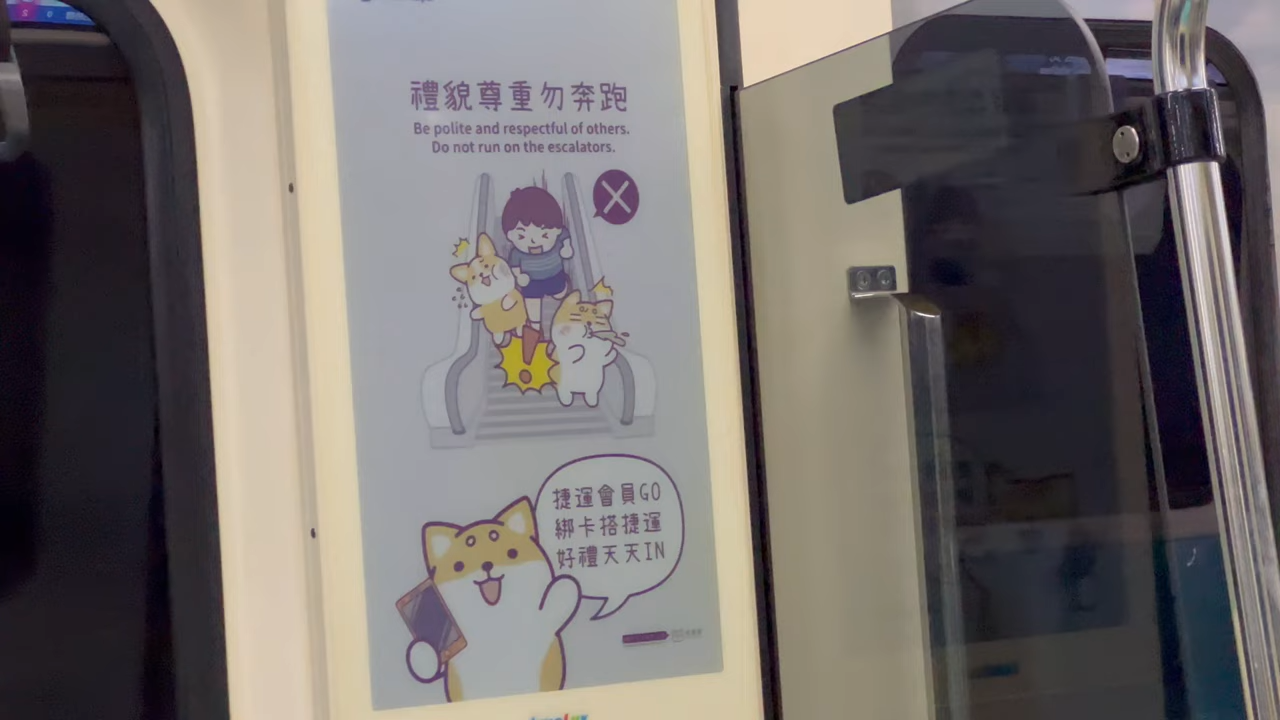 禮貌尊重勿奔跑
Be polite and respectful of others.
Do not run on the escalators.
捷運會員GO
綁卡搭捷運
好禮天天IN